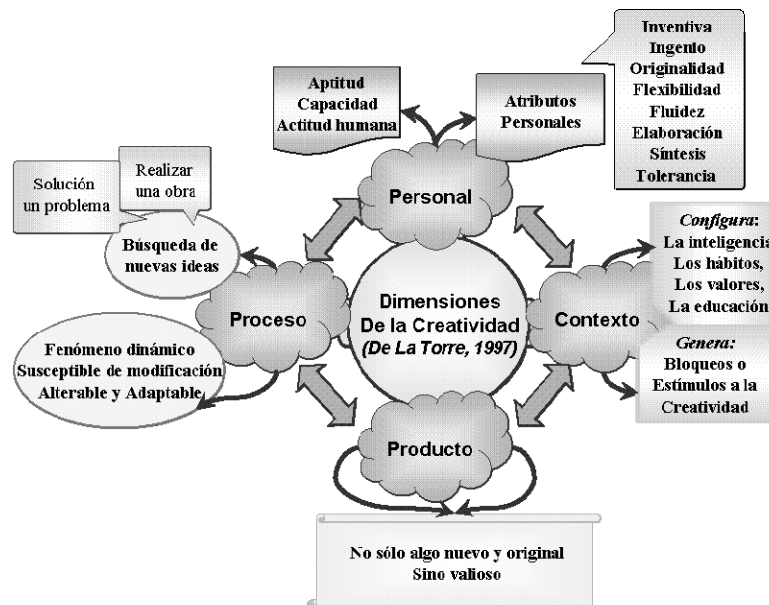 Inventiva
Ingenio
Originalidad
Flexibilidad
Fluidez
Elaboración
Síntesis
Tolerancia
Aptitud
Capacidad
Actitud humana
Atributos
Personales
Personal
Solución
un problema
Realizar
una obra
Búsqueda de
nuevas ideas
Proceso
Fenómeno dinámico
Susceptible de modificación
Alterable y Adaptable
Dimensiones
De la Creatividad
(De La Torre, 1997)
Contexto
Configura:
La inteligencia
Los hábitos,
Los valores,
La educación
Genera:
Bloqueos o
Estímulos a la
Creatividad
Producto
No sólo algo nuevo y original
Sino valioso